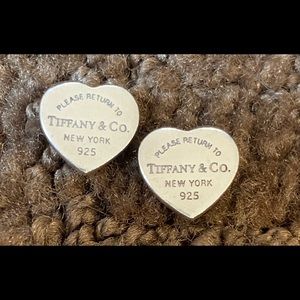 PLEASE RETURN TO
TIFFANY & CO.
NEW YORK
925
PLEASE RETURN TO
TIFFANY & CO.
NEW YORK
925